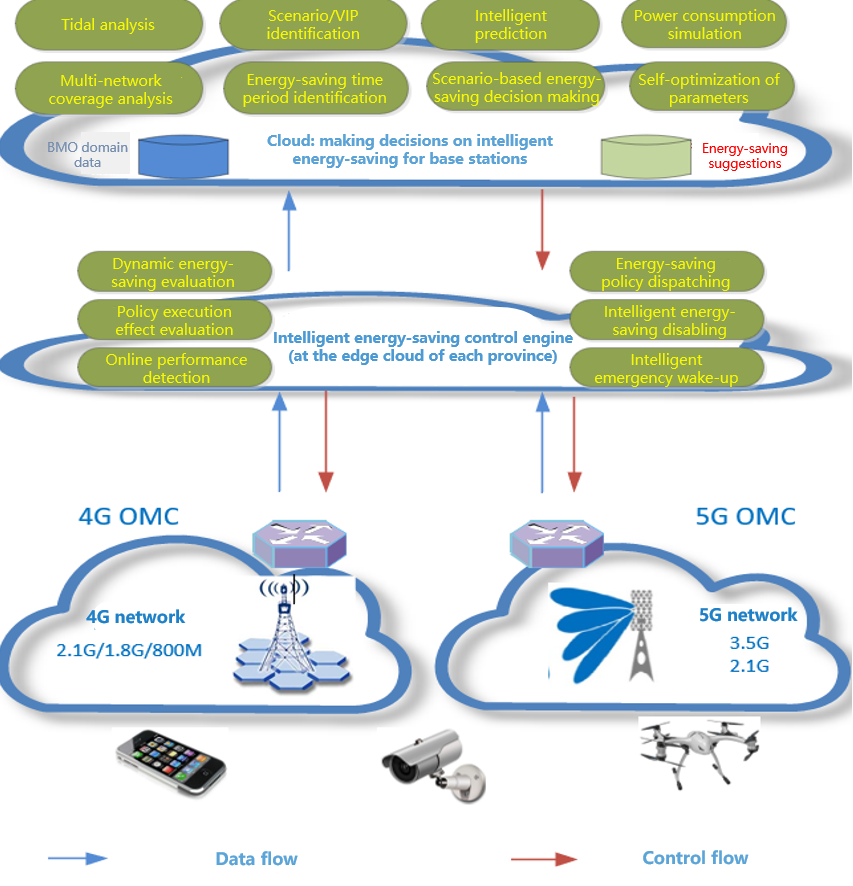 Tidal analysis
Scenario/VIP
identification
Intelligent
prediction
Power consumption
simulation
Multi-network
coverage analysis
Energy-saving time
period identification
Scenario-based energy-
saving decision making
Self-optimization of
parameters
BMO domain
data
Cloud: making decisions on intelligent
energy-saving for base stations
Energy-saving
suggestions
Dynamic energy-
saving evaluation
Energy-saving
policy dispatching
Policy execution
effect evaluation
Intelligent energy-
saving disabling
Intelligent energy-saving control engine
(at the edge cloud of each province)
Online performance
detection
Intelligent
emergency wake-up
4G OMC
5G OMC
4G network
2.1G/1.8G/800M
5G network
3.5G
2.1G
Data flow
Control flow